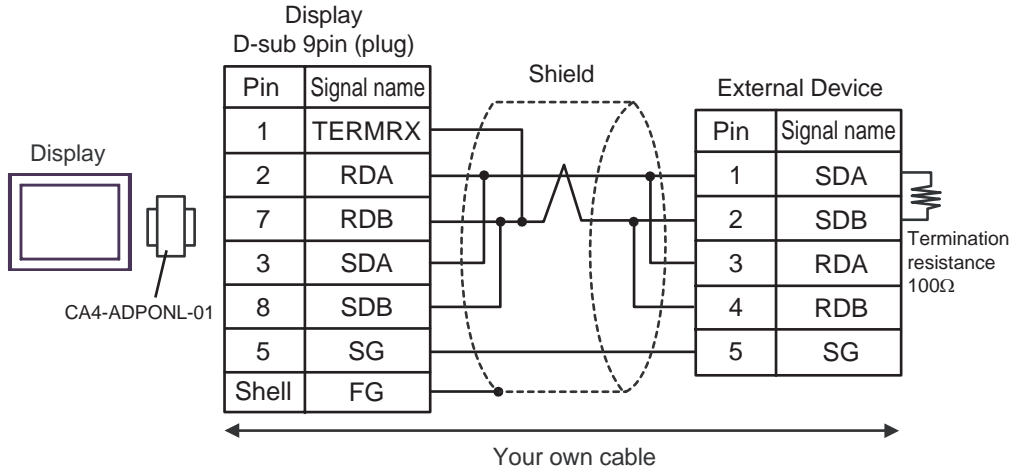 Display
D-sub 9pin (plug)
Pin Signal name
1 TERMRX
2 RDA
7 RDB
3 SDA
8 SDB
5 SG
Shell FG
Shield
External Device
Pin Signal name
1 SDA
2 SDB
3 RDA
4 RDB
5 SG
Termination
resistance
100Ω
Display
CA4-ADPONL-01
Your own cable